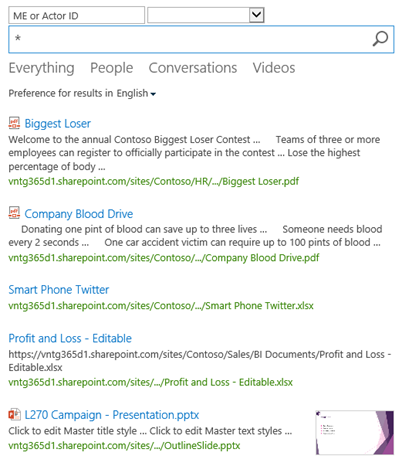 ME or Actor ID
*
Everything People Conversations Videos
Preference for results in English
Biggest Loser
Welcome to the annual Contoso Biggest Loser Contest ... Teams of three or more
employees can register to officially participate in the contest ... Lose the highest
percentage of body ...
vntg365d1.sharepoint.com/sites/Contoso/HR/.../Biggest Loser.pdf
Company Blood Drive
Donating one pint of blood can save up to three lives ... Someone needs blood
every 2 seconds ... One car accident victim can require up to 100 pints of blood ...
vntg365d1.sharepoint.com/sites/Contoso/.../Company Blood Drive.pdf
Smart Phone Twitter
vntg365d1.sharepoint.com/sites/Contoso/.../Smart Phone Twitter.xlsx
Profit and Loss - Editable
https://vntg365d1.sharepoint.com/sites/Contoso/Sales/BI Documents/Profit and Loss -
Editable.xlsx
vntg365d1.sharepoint.com/sites/.../Profit and Loss - Editable.xlsx
L270 Campaign - Presentation.pptx
Click to edit Master title style ... Click to edit Master text styles ...
vntg365d1.sharepoint.com/sites/.../OutlineSlide.pptx